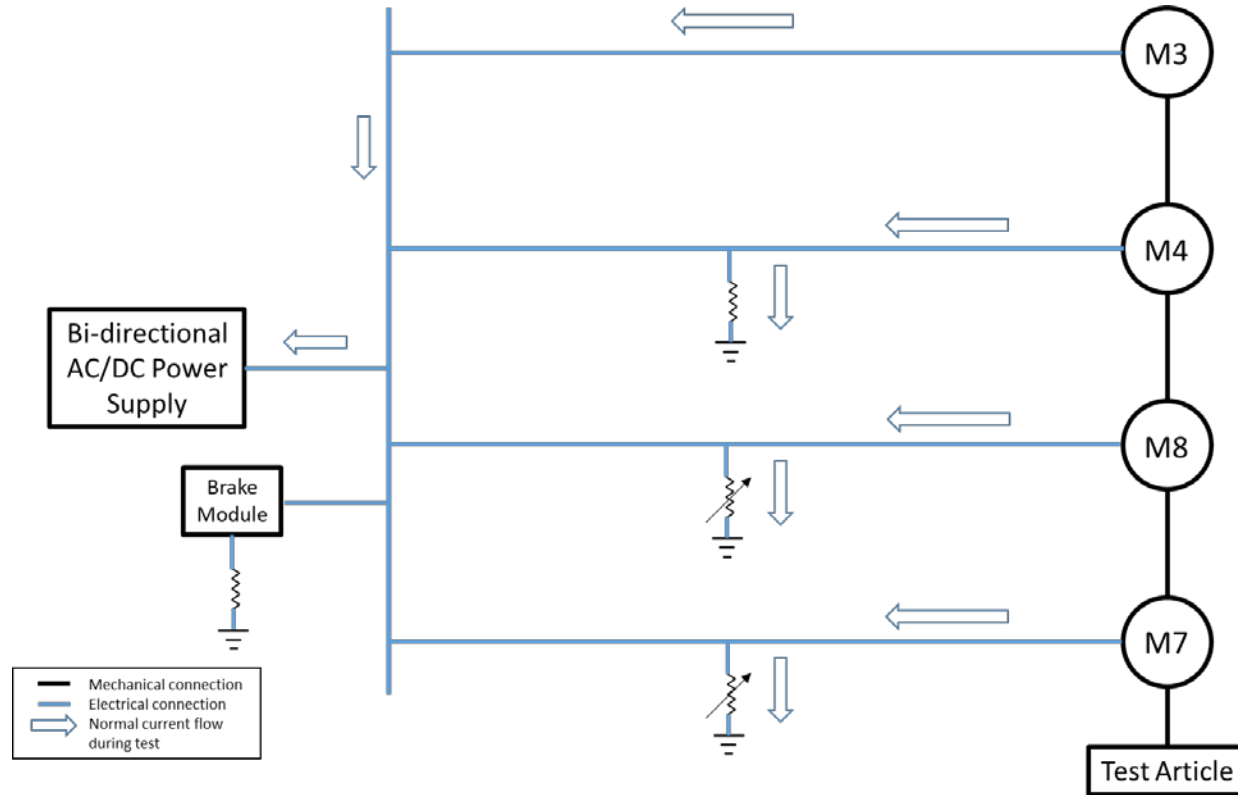 M3
M4
Bi-directional
AC/DC Power
Supply
M8
Brake
Module
M7
Mechanical connection
Electrical connection
Normal current flow
during test
Test Article